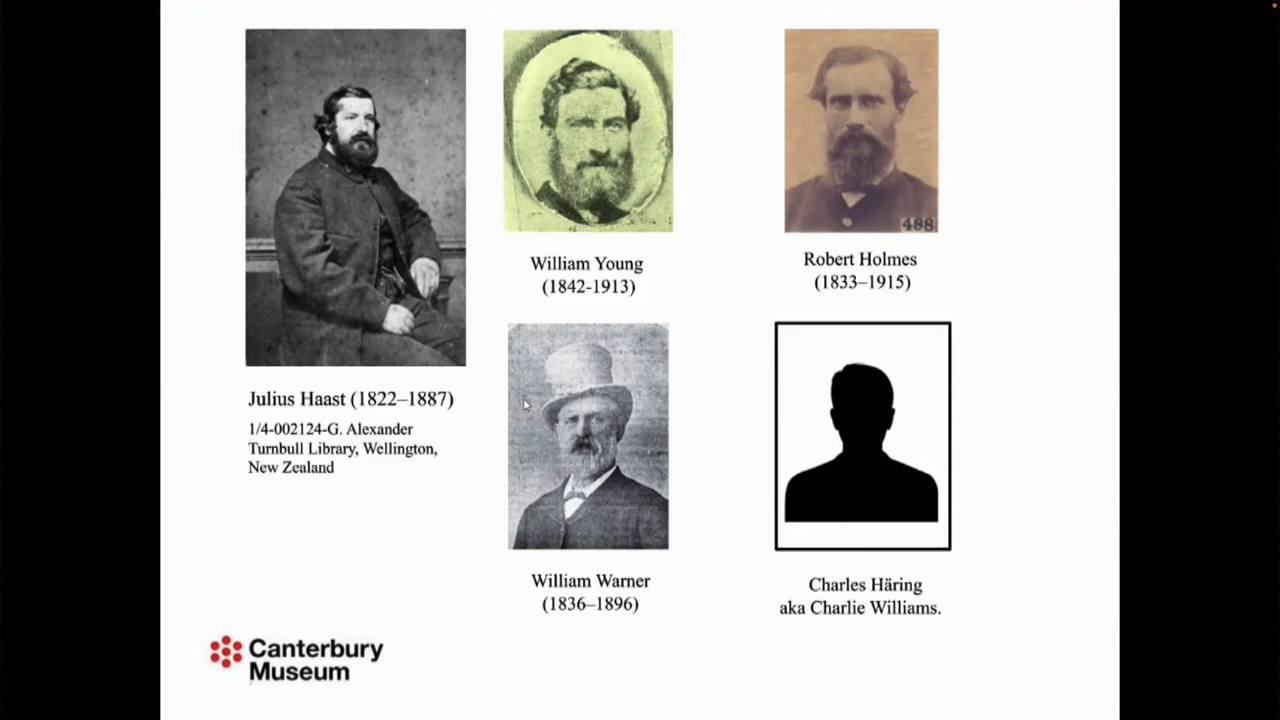 488
William Young
(1842-1913)
Robert Holmes
(1833–1915)
Julius Haast (1822–1887)
1/4-002124-G. Alexander
Turnbull Library, Wellington,
New Zealand
William Warner
(1836–1896)
Charles Häring
aka Charlie Williams.
Canterbury
Museum